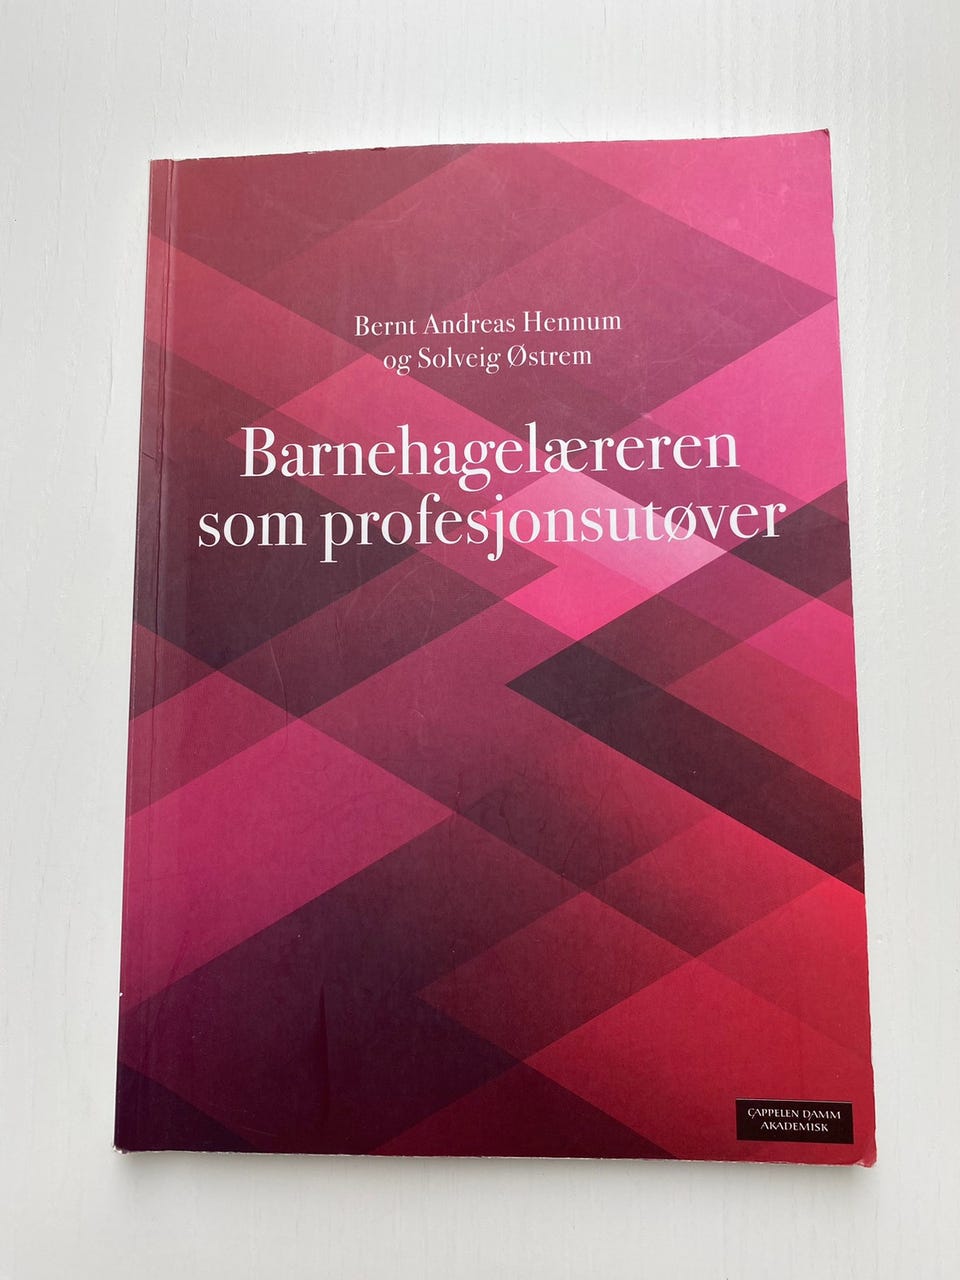 Bernt Andreas Hennum
og Solveig Østrem
Barnehagelæreren
som profesjonsutøver
CAPPELEN DAMM
AKADEMISK